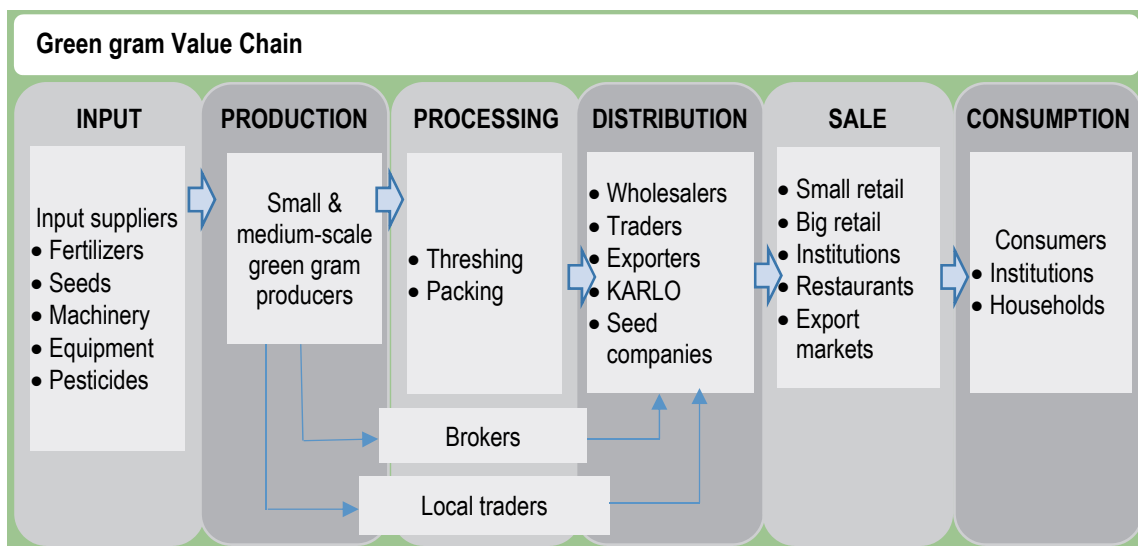 Green gram Value Chain
INPUT
Input suppliers
• Fertilizers
• Seeds
• Machinery
• Equipment
• Pesticides
PRODUCTION
Small &
medium-scale
green gram
producers
PROCESSING
• Threshing
• Packing
DISTRIBUTION
• Wholesalers
• Traders
• Exporters
• KARLO
• Seed
companies
SALE
• Small retail
• Big retail
• Institutions
• Restaurants
• Export
markets
CONSUMPTION
Consumers
• Institutions
• Households
Brokers
Local traders